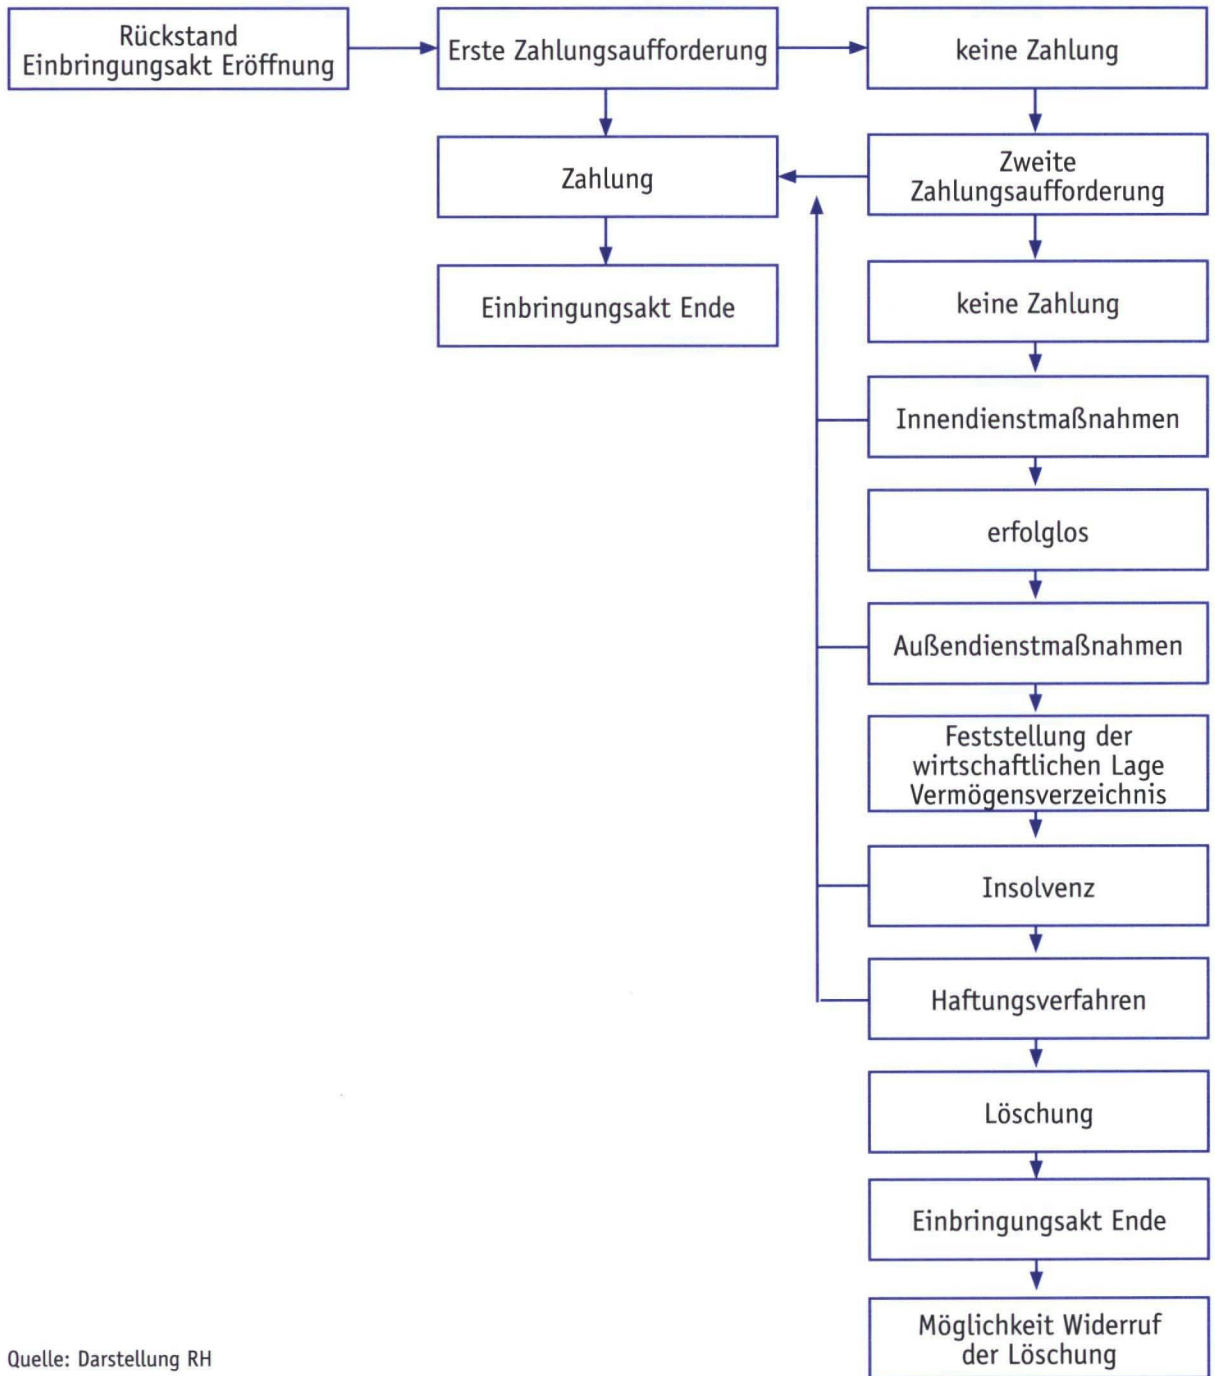 Rückstand
Einbringungsakt Eröffnung
Erste Zahlungsaufforderung
keine Zahlung
Zahlung
Zweite
Zahlungsaufforderung
Einbringungsakt Ende
keine Zahlung
Innendienstmaßnahmen
erfolglos
Außendienstmaßnahmen
Feststellung der
wirtschaftlichen Lage
Vermögensverzeichnis
Insolvenz
Haftungsverfahren
Löschung
Einbringungsakt Ende
Möglichkeit Widerruf
der Löschung
Quelle: Darstellung RH